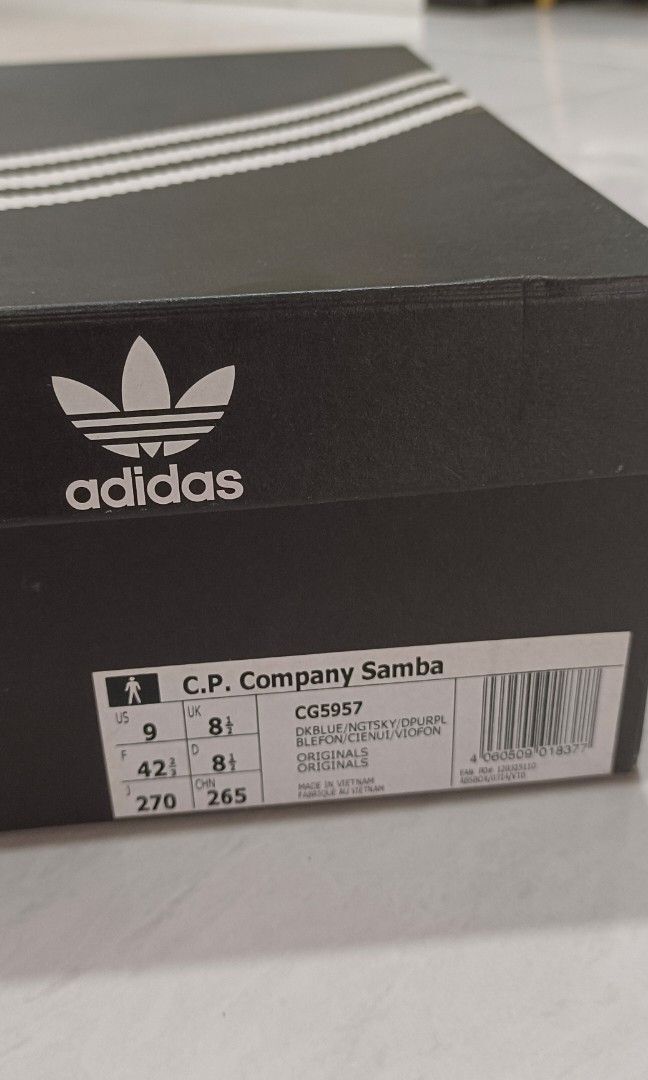 adidas
C.P. Company Samba
US 9 UK 8½
F 42⅔ D 8½
J 270 CHN 265
CG5957
DKBLUE/NGTSKY/DPURPL
BLEFON/CIENUI/VIOFON
ORIGINALS
ORIGINALS
MADE IN VIETNAM
FABRIQUE AU VIETNAM
4 060509 018377